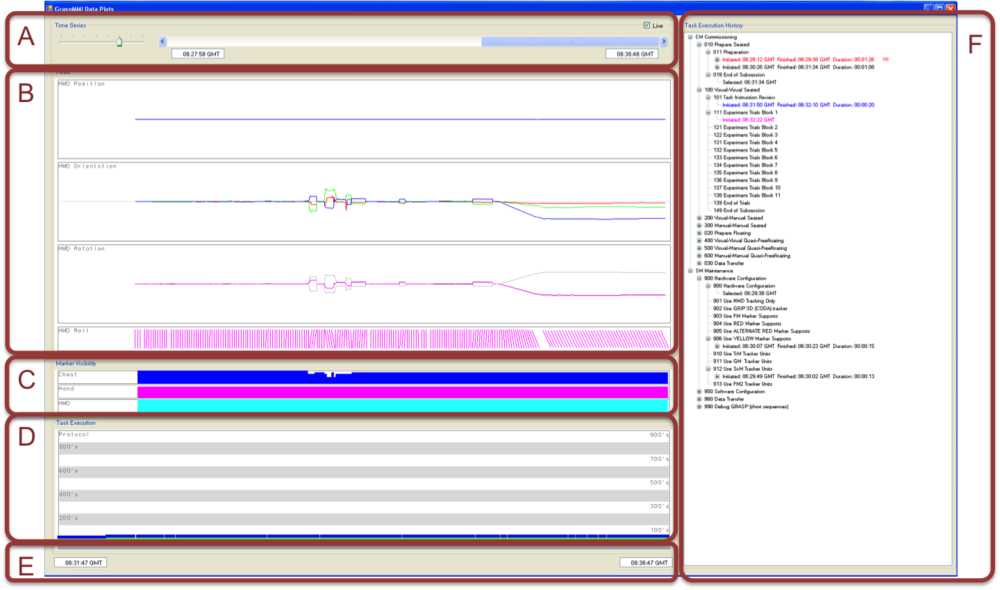 GraspMMI Data Plots
A
Time Series
Live
06:27:58 GMT
06:36:46 GMT
B
HMD Position
HMD Orientation
HMD Rotation
HMD Roll
C
Marker Visibility
Chest
Hand
HMD
D
Task Execution
Protocol
900's
800's
700's
600's
500's
400's
300's
200's
100's
E
06:31:47 GMT
06:36:47 GMT
F
Task Execution History
CM Commissioning
010 Prepare Seated
011 Preparation
Initiated: 06:28:12 GMT Finished: 06:29:38 GMT Duration: 00:01:26 !!!!
Initiated: 06:30:26 GMT Finished: 06:31:34 GMT Duration: 00:01:08
019 End of Subsession
Selected: 06:31:34 GMT
100 Visual-Visual Seated
101 Task Instruction Review
Initiated: 06:31:50 GMT Finished: 06:32:10 GMT Duration: 00:00:20
111 Experiment Trials Block 1
Initiated: 06:32:22 GMT
121 Experiment Trials Block 2
122 Experiment Trials Block 3
131 Experiment Trials Block 4
132 Experiment Trials Block 5
133 Experiment Trials Block 6
134 Experiment Trials Block 7
135 Experiment Trials Block 8
136 Experiment Trials Block 9
137 Experiment Trials Block 10
138 Experiment Trials Block 11
139 End of Trials
149 End of Subsession
200 Visual-Manual Seated
300 Manual-Manual Seated
020 Prepare Floating
400 Visual-Visual Quasi-Freefloating
500 Visual-Manual Quasi-Freefloating
600 Manual-Manual Quasi-Freefloating
030 Data Transfer
SM Maintenance
900 Hardware Configuration
900 Hardware Configuration
Selected: 06:29:38 GMT
901 Use HMD Tracking Only
902 Use GRIP 3D (CODA) tracker
903 Use FM Marker Supports
904 Use RED Marker Supports
905 Use ALTERNATE RED Marker Supports
906 Use YELLOW Marker Supports
Initiated: 06:30:07 GMT Finished: 06:30:23 GMT Duration: 00:00:15
910 Use TrM Tracker Units
911 Use GM Tracker Units
912 Use SoM Tracker Units
Initiated: 06:29:49 GMT Finished: 06:30:02 GMT Duration: 00:00:13
913 Use FM2 Tracker Units
950 Software Configuration
960 Data Transfer
990 Debug GRASP (short sequences)